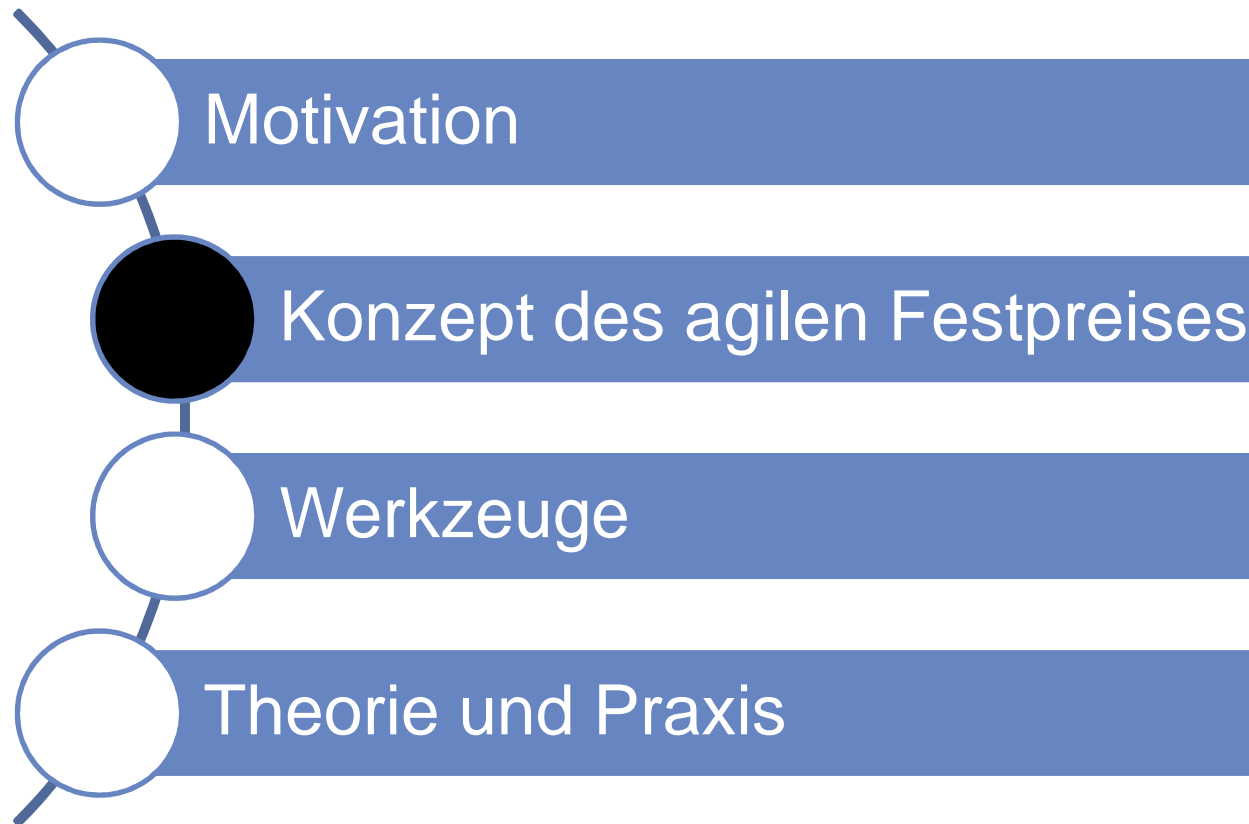 Motivation
Konzept des agilen Festpreises
Werkzeuge
Theorie und Praxis